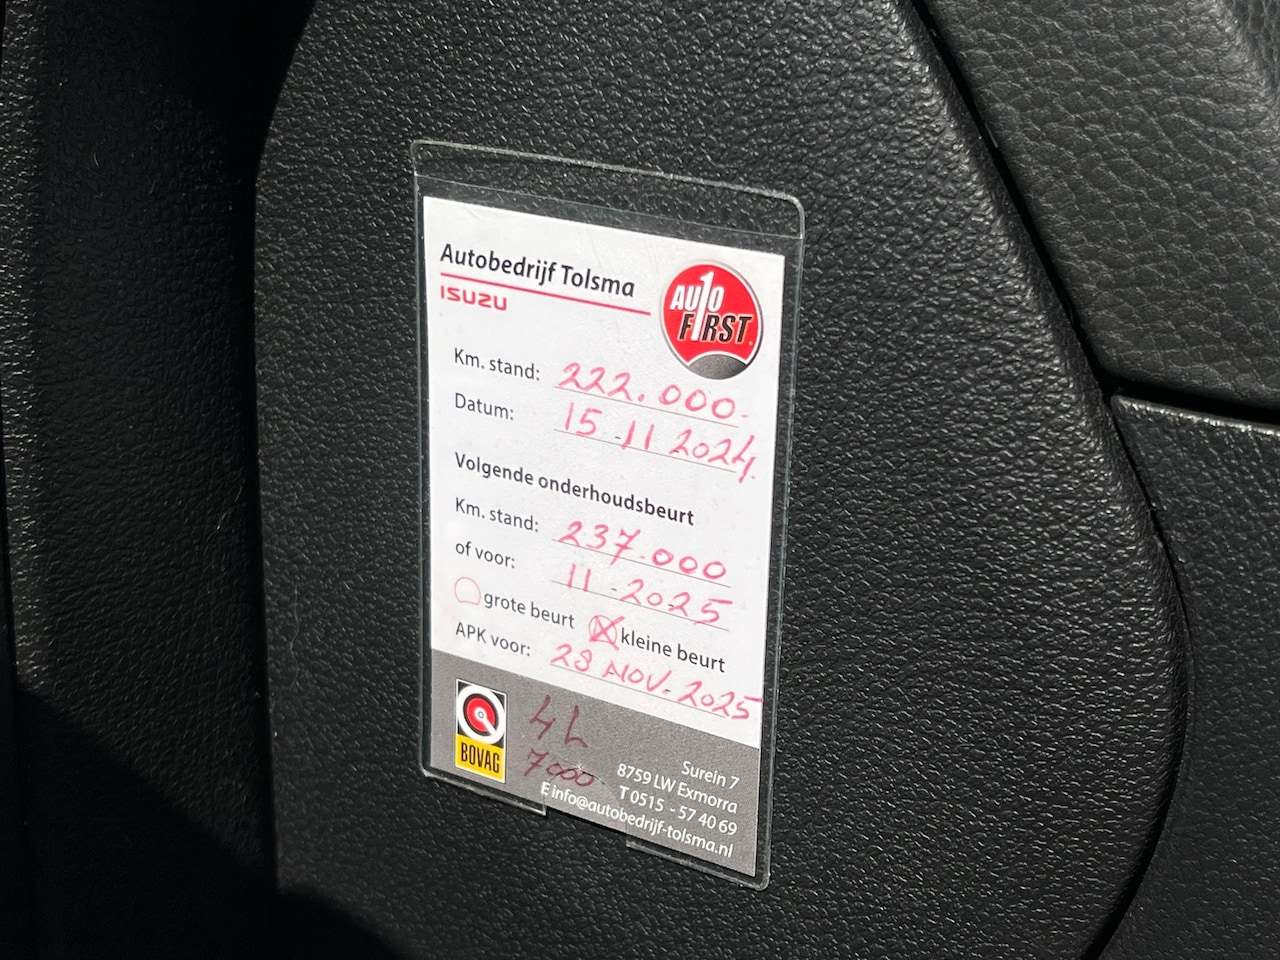 Autobedrijf Tolsma
ISUZU
AUTO
F1RST
Km. stand: 222.000.
Datum: 15-11 2024.
Volgende onderhoudsbeurt
Km. stand: 237.000
of voor: 11-2025
grote beurt kleine beurt
APK voor: 28 NOV. 2025
BOVAG
4L
7000
Surein 7
8759 LW Exmorra
T 0515 - 57 40 69
E info@autobedrijf-tolsma.nl